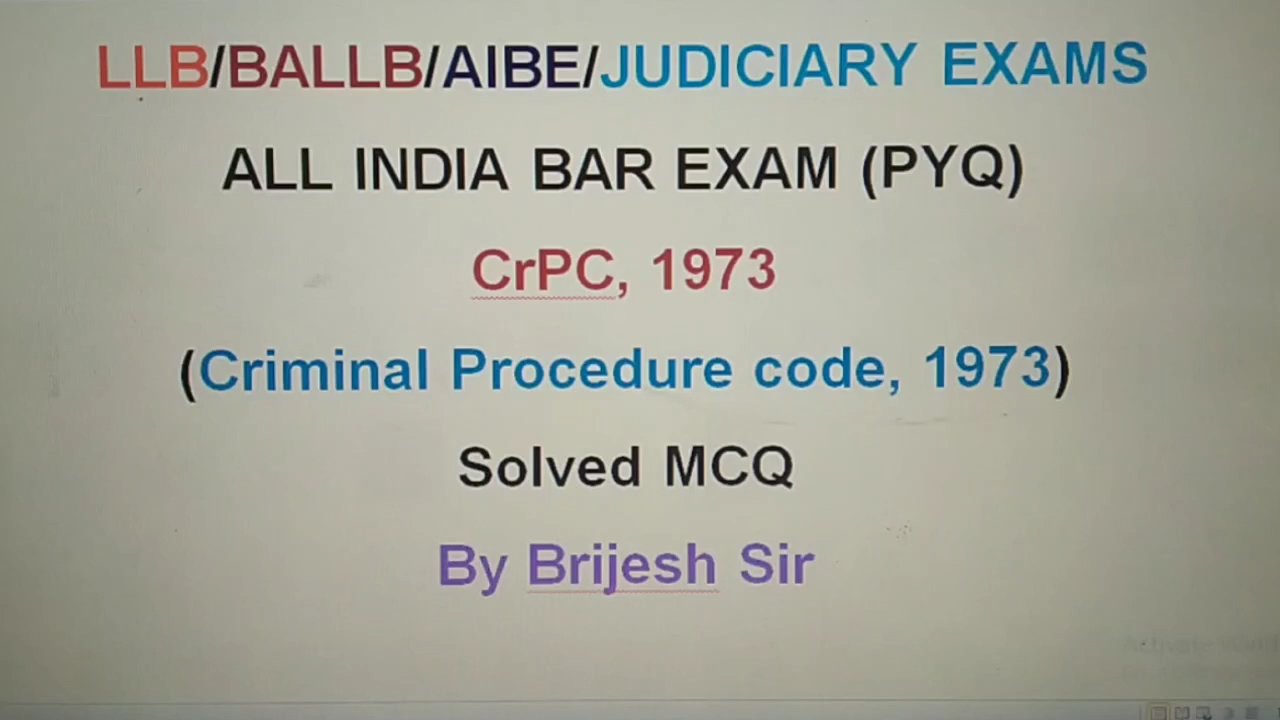 LLB/BALLB/AIBE/JUDICIARY EXAMS
ALL INDIA BAR EXAM (PYQ)
CrPC, 1973
(Criminal Procedure code, 1973)
Solved MCQ
By Brijesh Sir
Activate